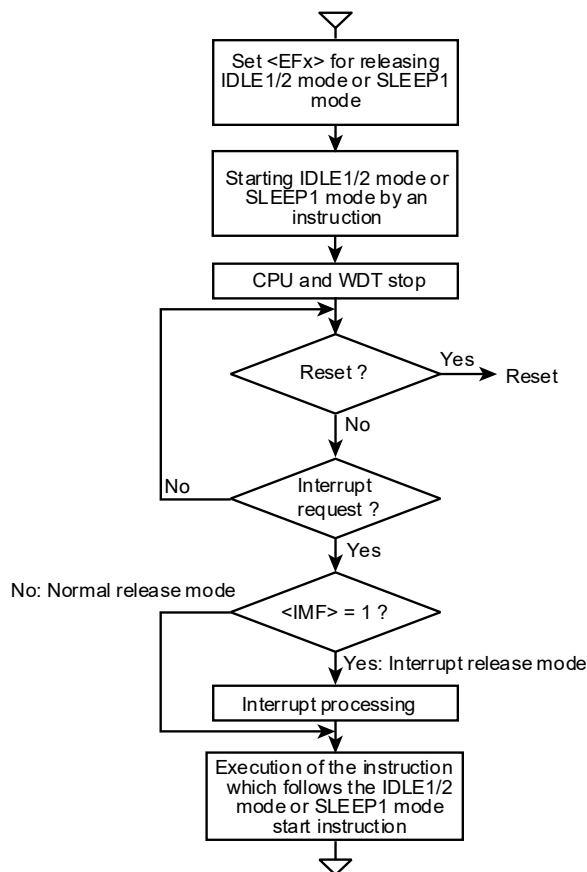 Set <EFx> for releasing
IDLE1/2 mode or SLEEP1
mode
Starting IDLE1/2 mode or
SLEEP1 mode by an
instruction
CPU and WDT stop
Reset ?
Yes
Reset
No
Interrupt
request ?
No
Yes
No: Normal release mode
<IMF> = 1 ?
Yes: Interrupt release mode
Interrupt processing
Execution of the instruction
which follows the IDLE1/2
mode or SLEEP1 mode
start instruction